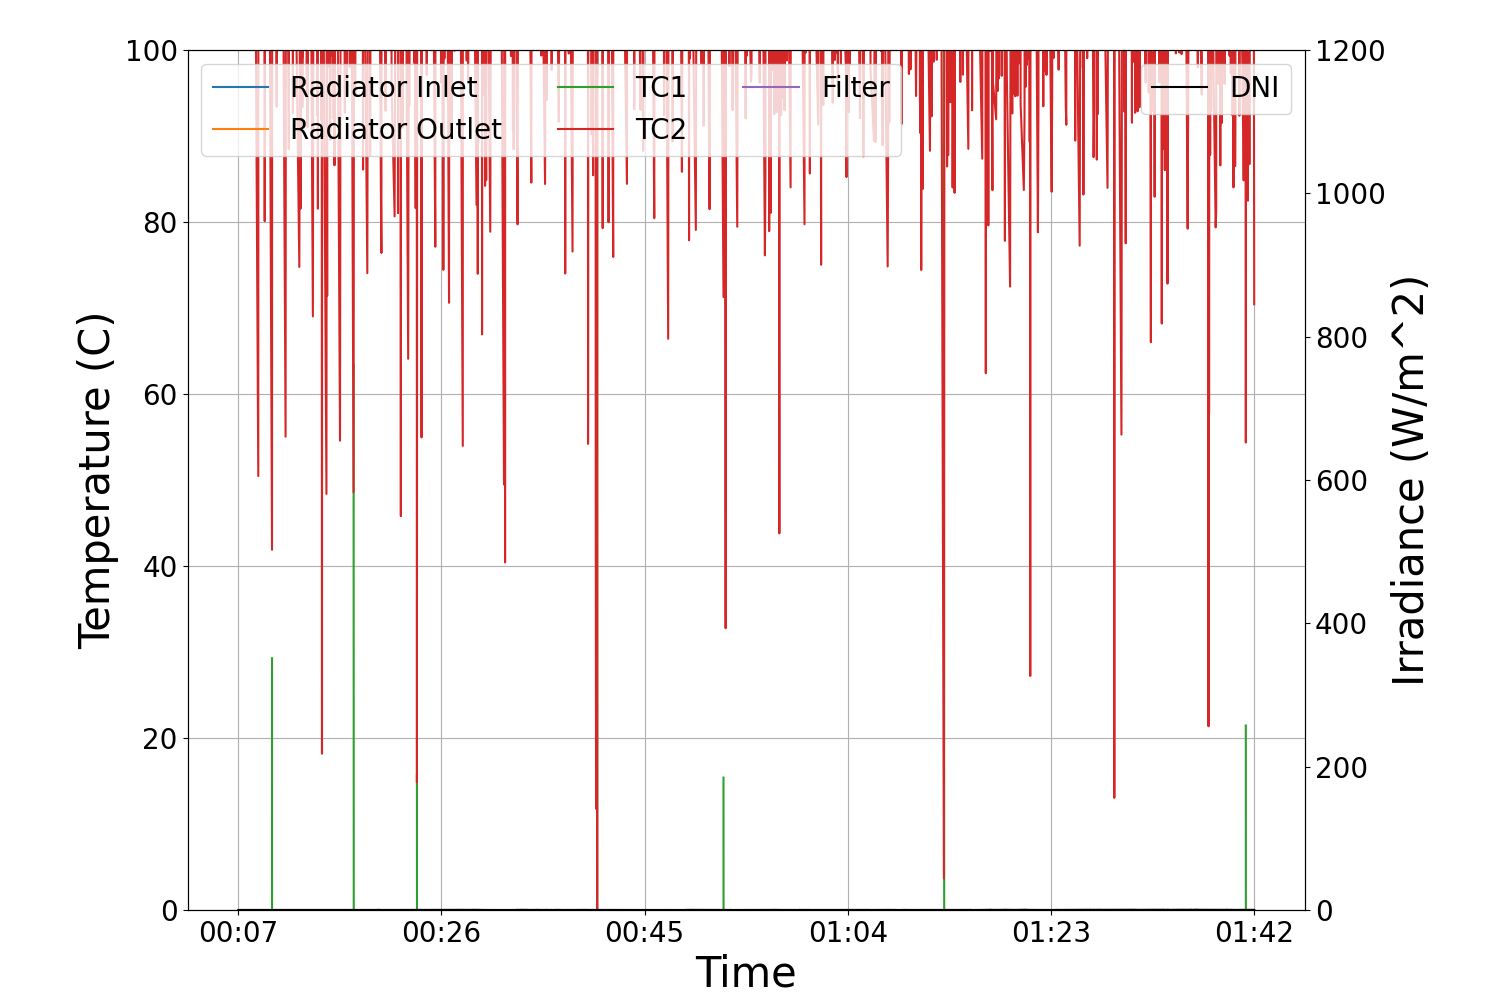 100
80
60
40
20
0
Temperature (C)
Radiator Inlet
Radiator Outlet
TC1
TC2
Filter
DNI
1200
1000
800
600
400
200
0
Irradiance (W/m^2)
00:07
00:26
00:45
01:04
01:23
01:42
Time